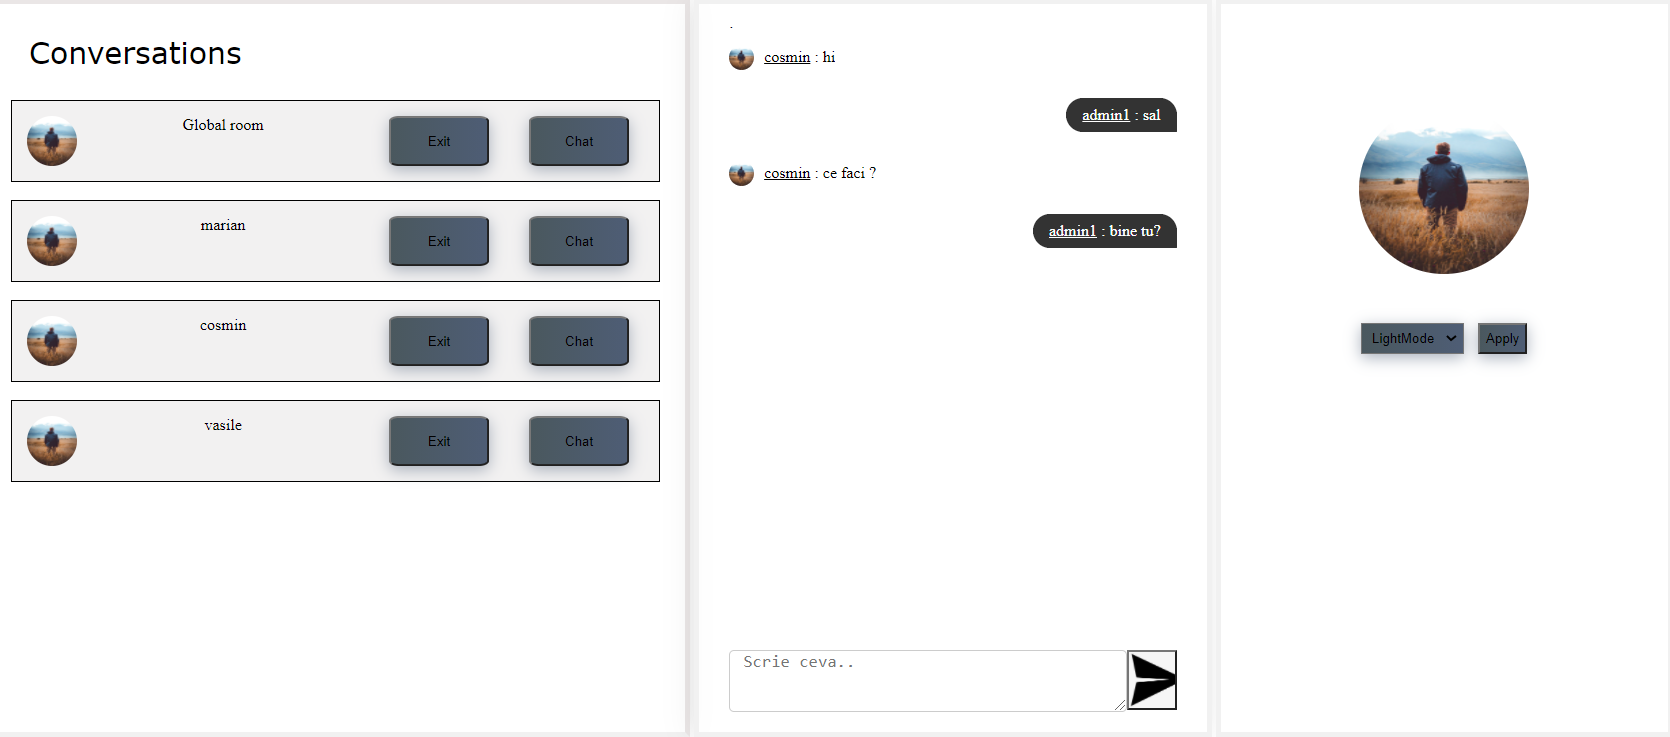 Conversations
Global room
Exit
Chat
marian
Exit
Chat
cosmin
Exit
Chat
vasile
Exit
Chat
.
cosmin : hi
admin1 : sal
cosmin : ce faci ?
admin1 : bine tu?
Scrie ceva..
LightMode
Apply